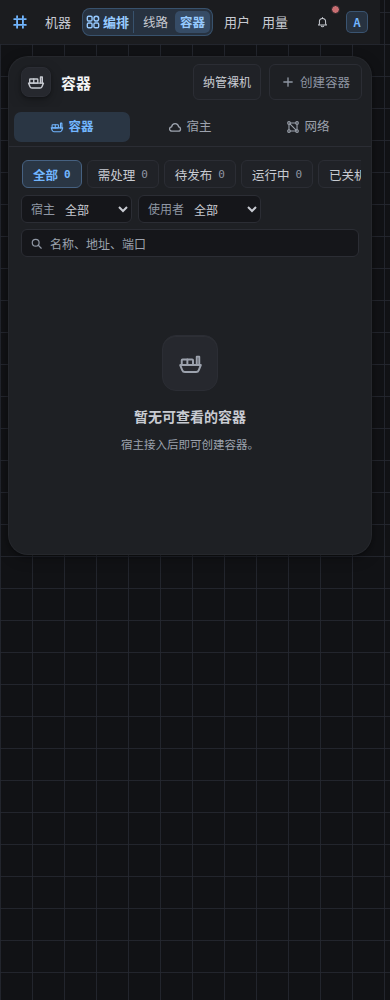 机器 编排 线路 容器 用户 用量 A
容器 纳管裸机 创建容器
容器 宿主 网络
全部 0 需处理 0 待发布 0 运行中 0 已关机
宿主 全部 使用者 全部
名称、地址、端口
暂无可查看的容器
宿主接入后即可创建容器。